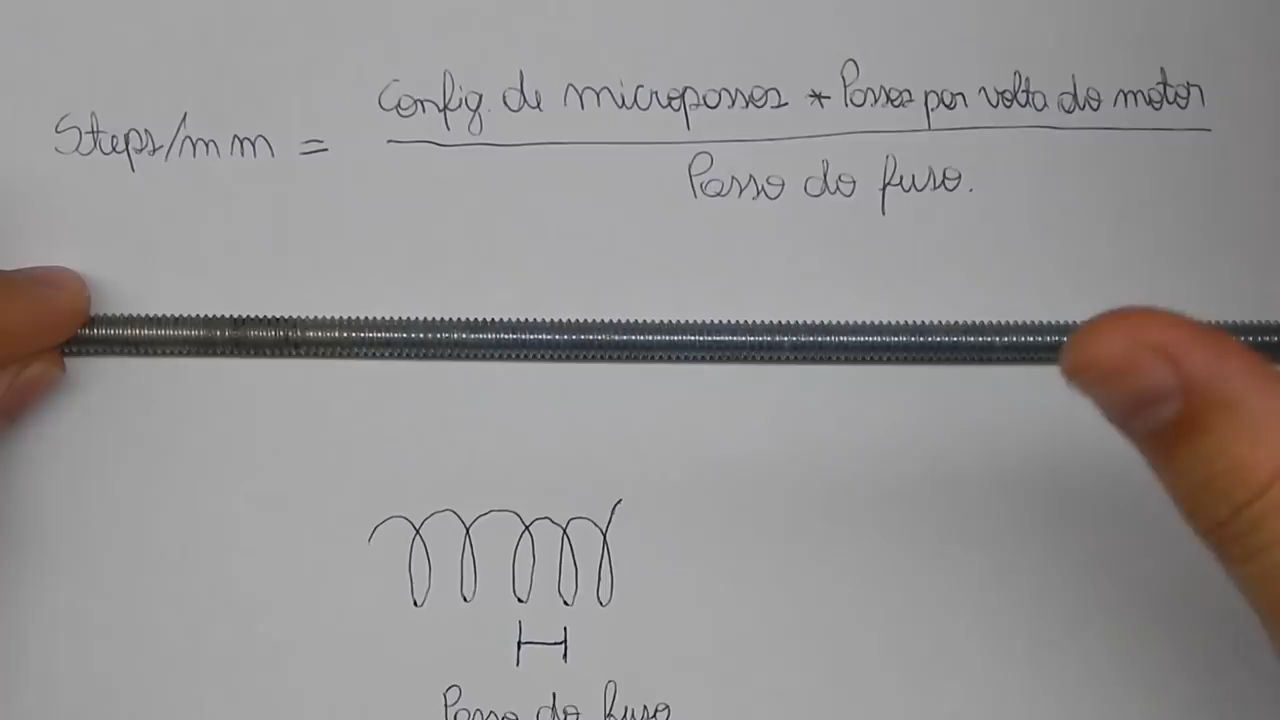 Config. de micropassos * Passos por volta do motor
Steps/mm =
Passo do fuso.
Passo do fuso